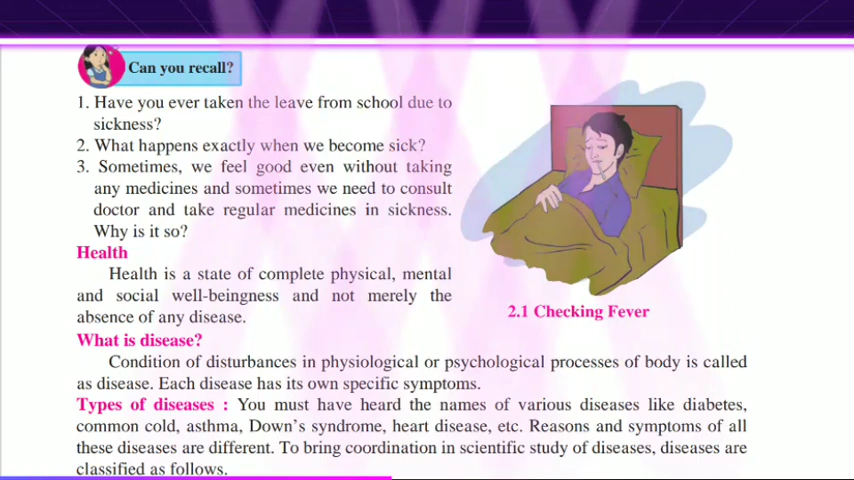 Can you recall?
1. Have you ever taken the leave from school due to
sickness?
2. What happens exactly when we become sick?
3. Sometimes, we feel good even without taking
any medicines and sometimes we need to consult
doctor and take regular medicines in sickness.
Why is it so?
Health
Health is a state of complete physical, mental
and social well-beingness and not merely the
absence of any disease.
2.1 Checking Fever
What is disease?
Condition of disturbances in physiological or psychological processes of body is called
as disease. Each disease has its own specific symptoms.
Types of diseases : You must have heard the names of various diseases like diabetes,
common cold, asthma, Down's syndrome, heart disease, etc. Reasons and symptoms of all
these diseases are different. To bring coordination in scientific study of diseases, diseases are
classified as follows.